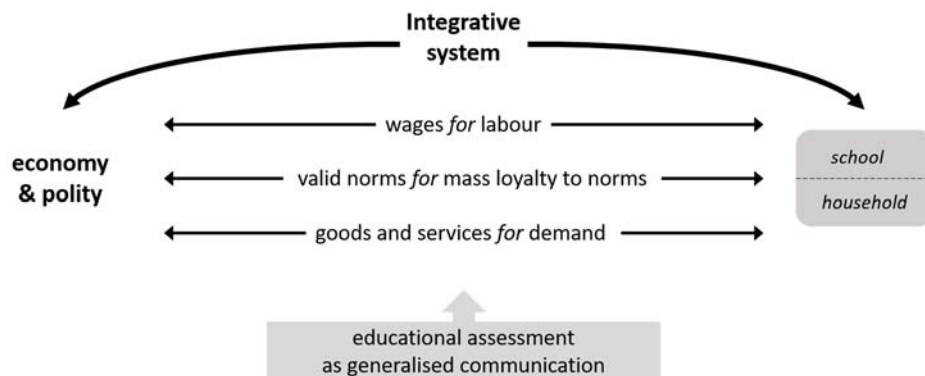 Integrative
system
wages for labour
economy
& polity
valid norms for mass loyalty to norms
school
household
goods and services for demand
educational assessment
as generalised communication